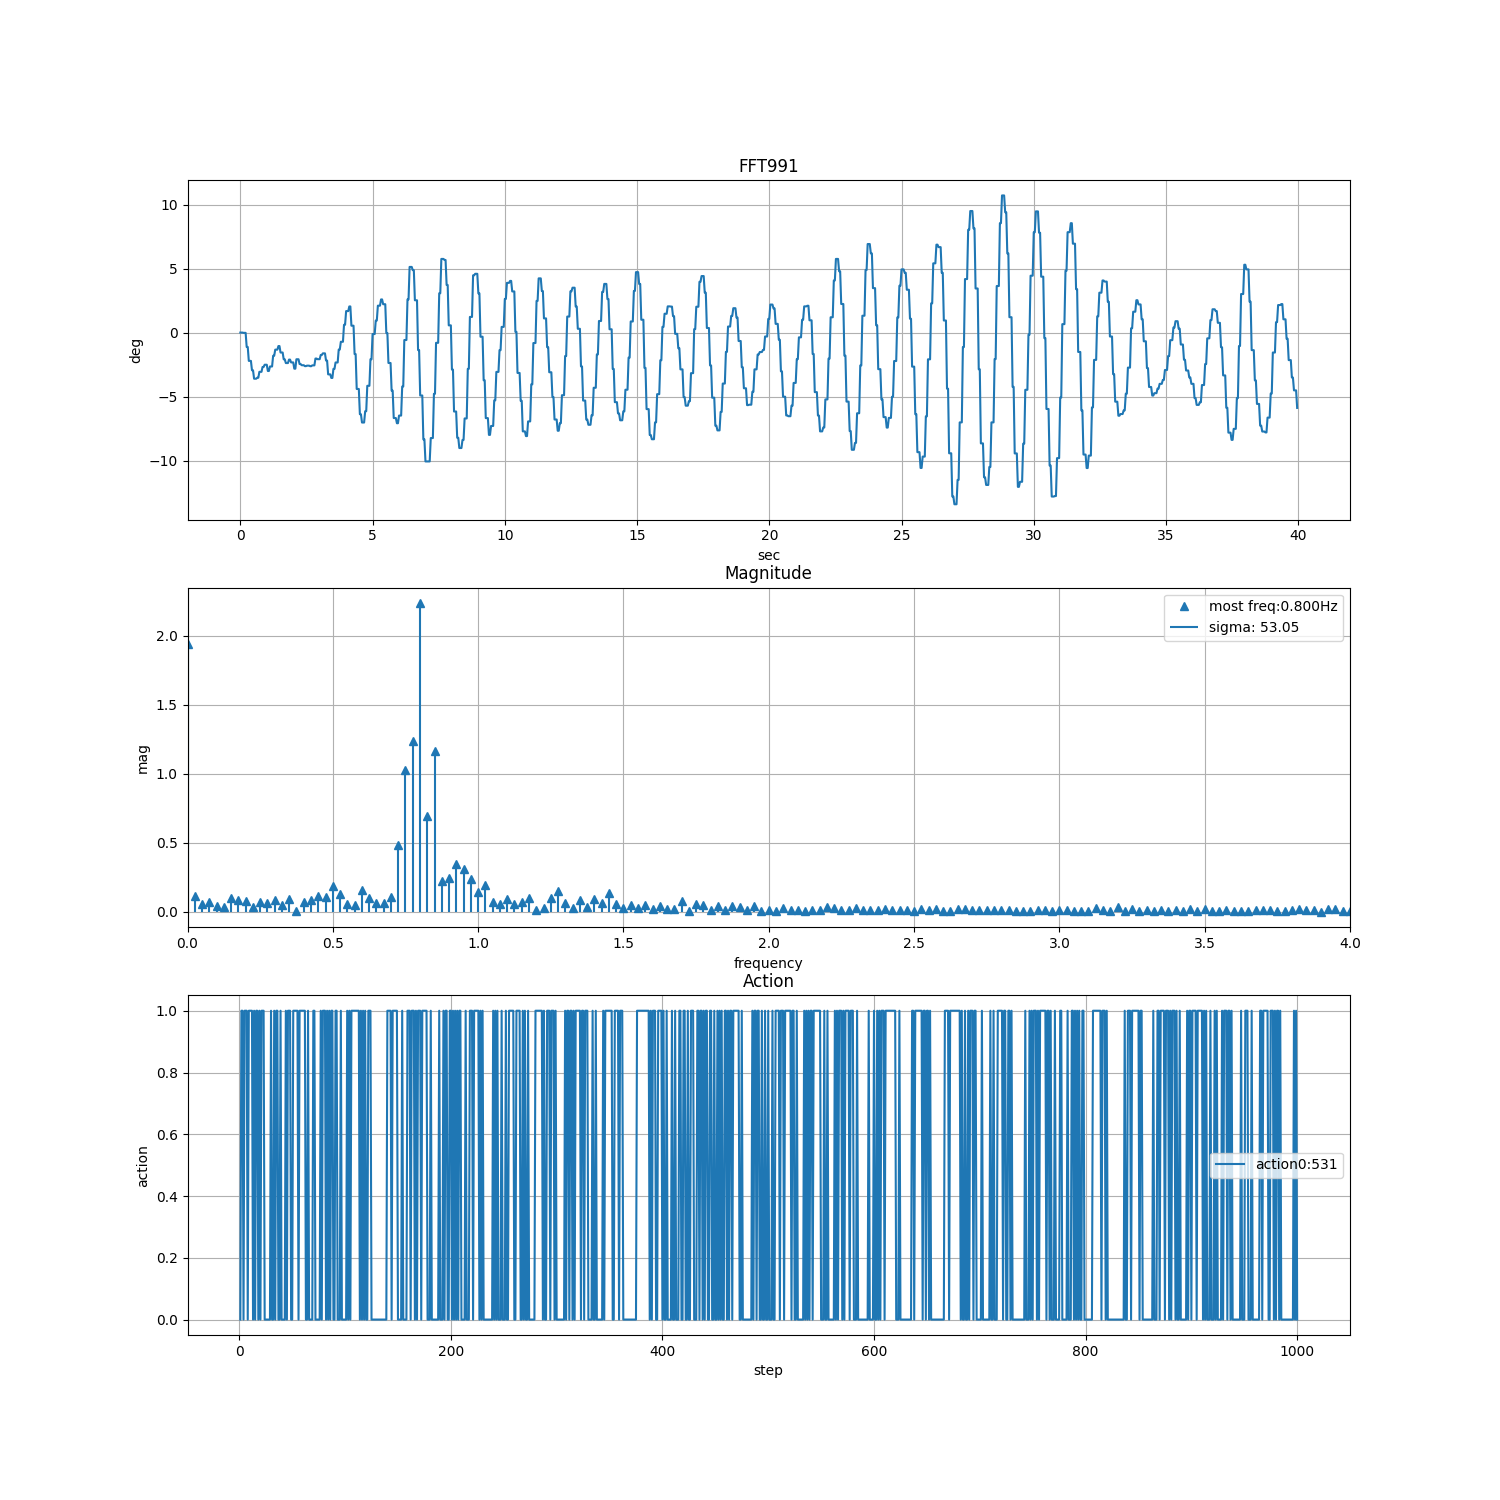 FFT991
10
5
0
−5
−10
deg
0 5 10 15 20 25 30 35 40
sec
Magnitude
most freq:0.800Hz
sigma: 53.05
2.0
1.5
1.0
0.5
0.0
mag
0.0 0.5 1.0 1.5 2.0 2.5 3.0 3.5 4.0
frequency
Action
1.0
0.8
0.6
0.4
0.2
0.0
action
action0:531
0 200 400 600 800 1000
step